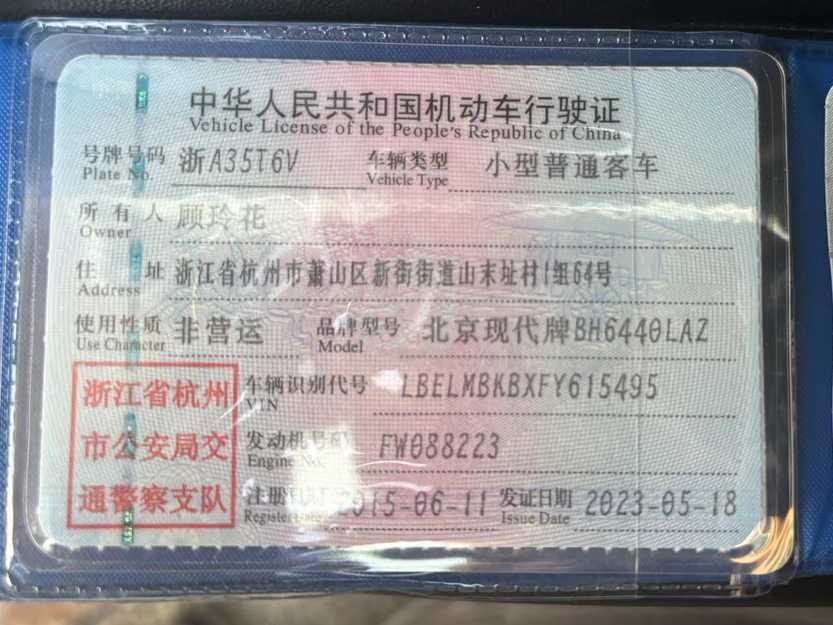 中华人民共和国机动车行驶证
Vehicle License of the People's Republic of China
号牌号码 浙A35T6V 车辆类型 小型普通客车
Plate No. Vehicle Type
所有人 顾玲花
Owner
住址 浙江省杭州市萧山区新街街道山末址村1组64号
Address
使用性质 非营运 品牌型号 北京现代牌BH6440LAZ
Use Character Model
浙江省杭州 车辆识别代号 LBELMBKBXFY615495
VIN
市公安局交 发动机号码 FW088223
Engine No.
通警察支队 注册日期 2015-06-11 发证日期 2023-05-18
Register Date Issue Date